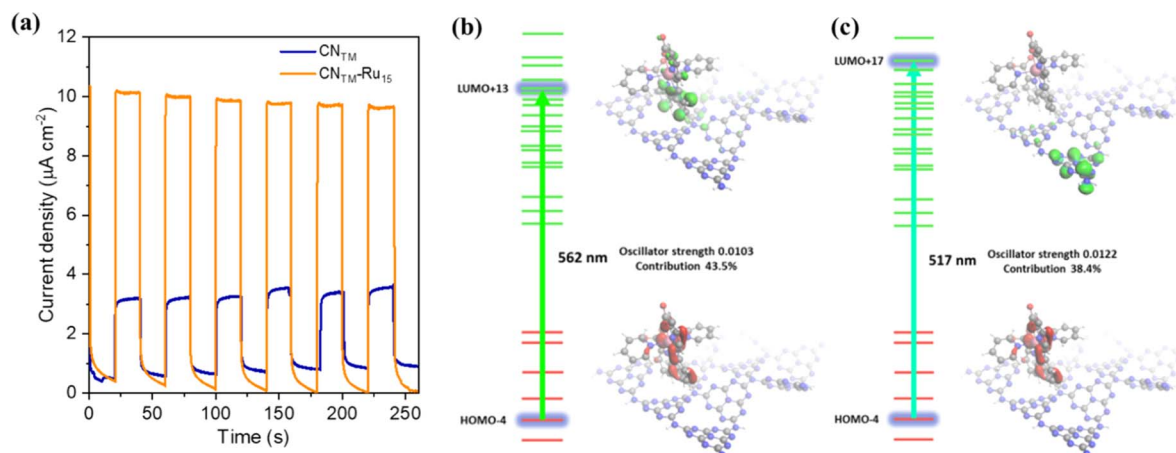 (a)
CN_TM
CN_TM-Ru_15
Current density (μA cm⁻²)
12
10
8
6
4
2
0
0 50 100 150 200 250
Time (s)
(b)
LUMO+13
562 nm
Oscillator strength 0.0103
Contribution 43.5%
HOMO-4
(c)
LUMO+17
517 nm
Oscillator strength 0.0122
Contribution 38.4%
HOMO-4